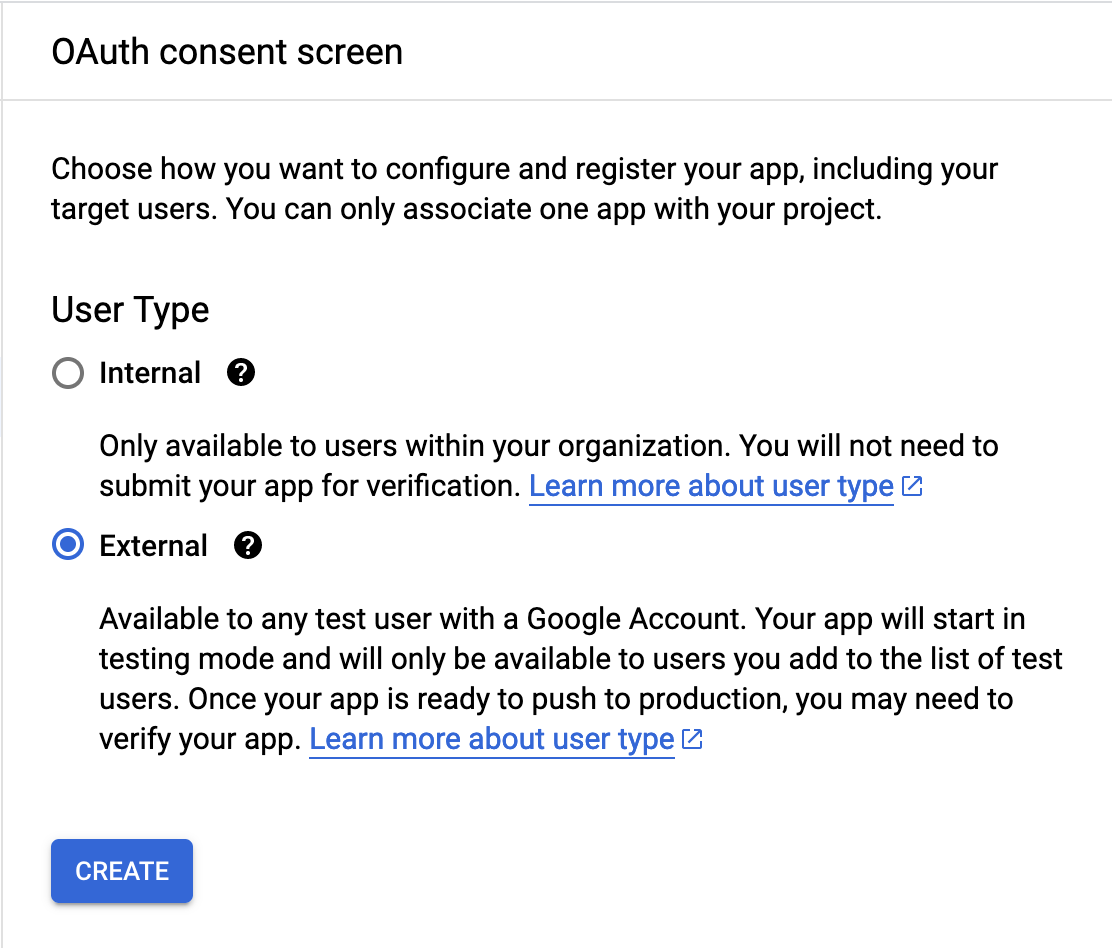 OAuth consent screen
Choose how you want to configure and register your app, including your
target users. You can only associate one app with your project.
User Type
Internal
Only available to users within your organization. You will not need to
submit your app for verification. Learn more about user type
External
Available to any test user with a Google Account. Your app will start in
testing mode and will only be available to users you add to the list of test
users. Once your app is ready to push to production, you may need to
verify your app. Learn more about user type
CREATE